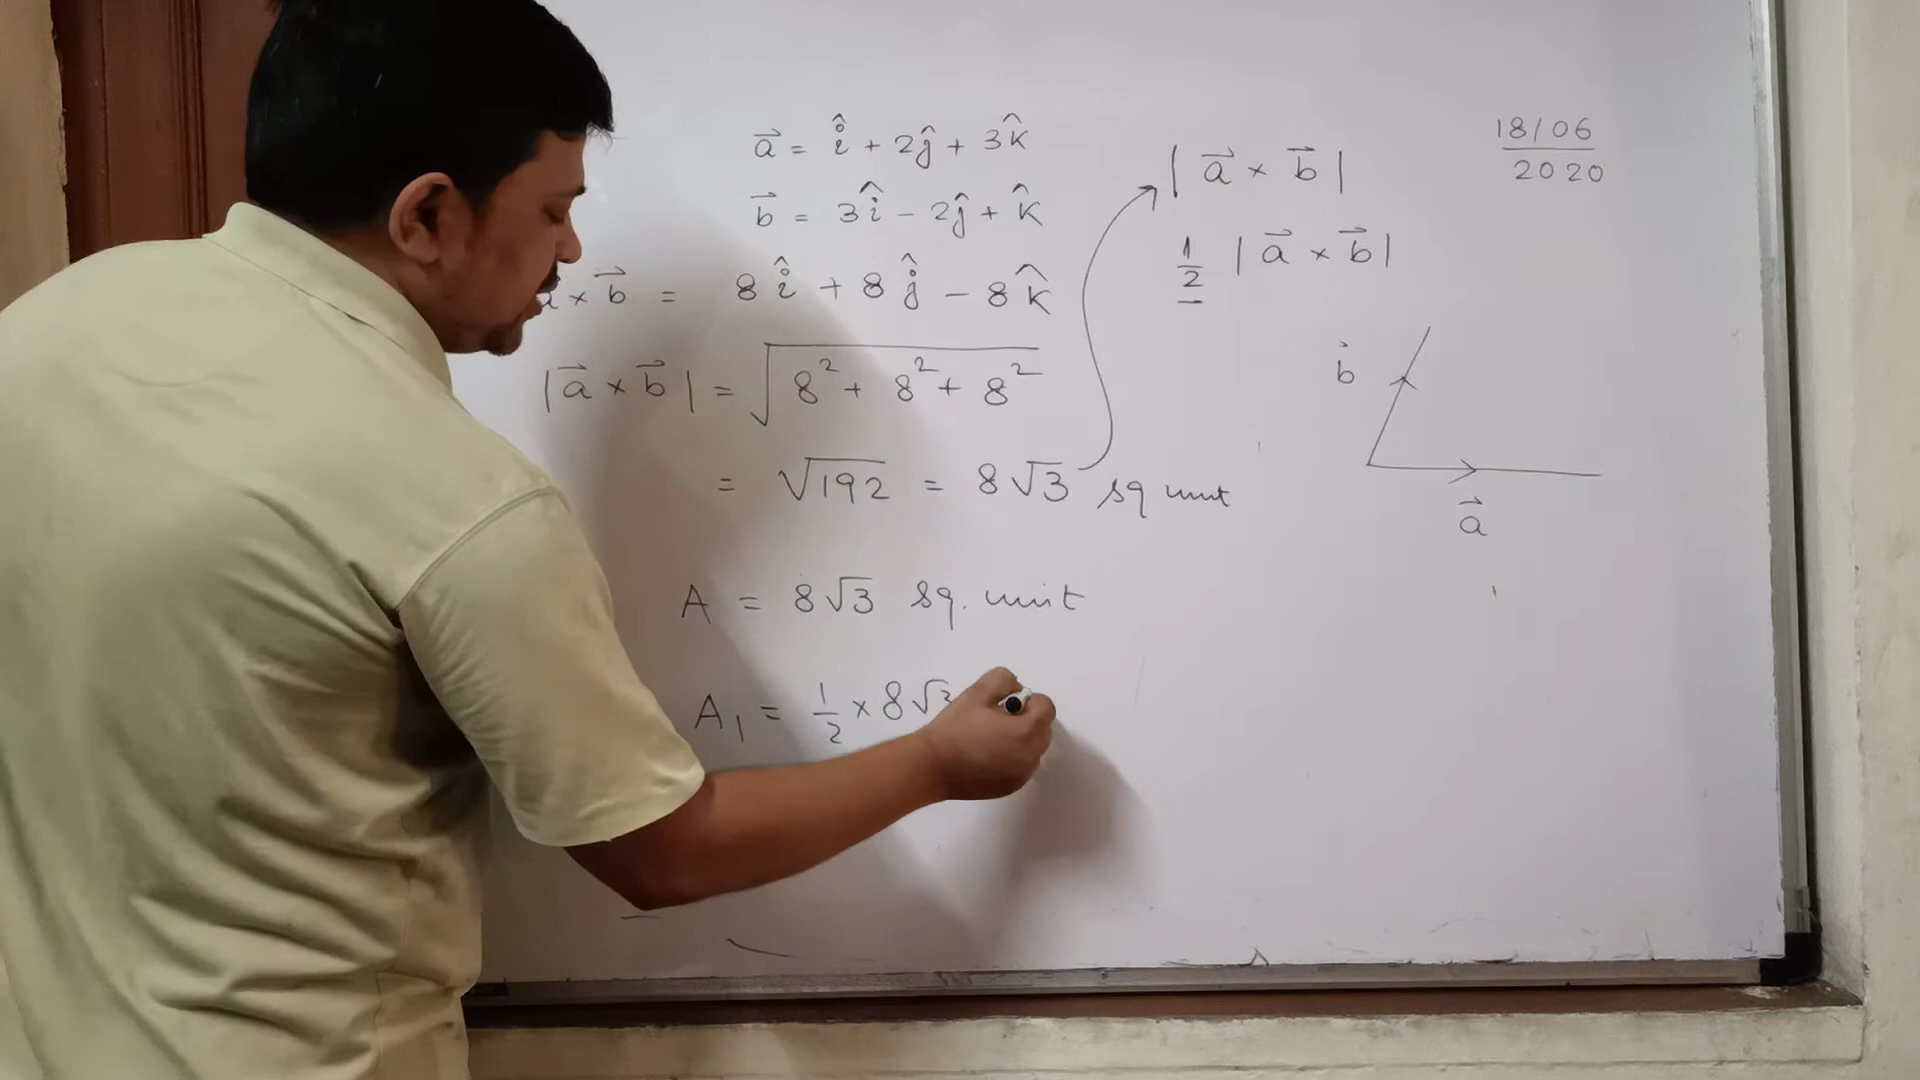 a⃗ = î + 2ĵ + 3k̂
b⃗ = 3î - 2ĵ + k̂
a⃗ × b⃗ = 8î + 8ĵ - 8k̂
|a⃗ × b⃗| = √(8² + 8² + 8²)
= √192 = 8√3 sq unit
A = 8√3 sq. unit
A₁ = 1/2 × 8√3
|a⃗ × b⃗|
1/2 |a⃗ × b⃗|
b⃗
a⃗
18/06
2020